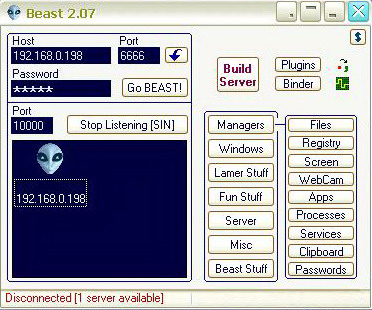 Beast 2.07
$
Host
Port
192.168.0.198
6666
Password
*****
Go BEAST!
Port
10000
Stop Listening [SIN]
192.168.0.198
Build
Server
Plugins
Binder
Managers
Windows
Lamer Stuff
Fun Stuff
Server
Misc
Beast Stuff
Files
Registry
Screen
WebCam
Apps
Processes
Services
Clipboard
Passwords
Disconnected [1 server available]